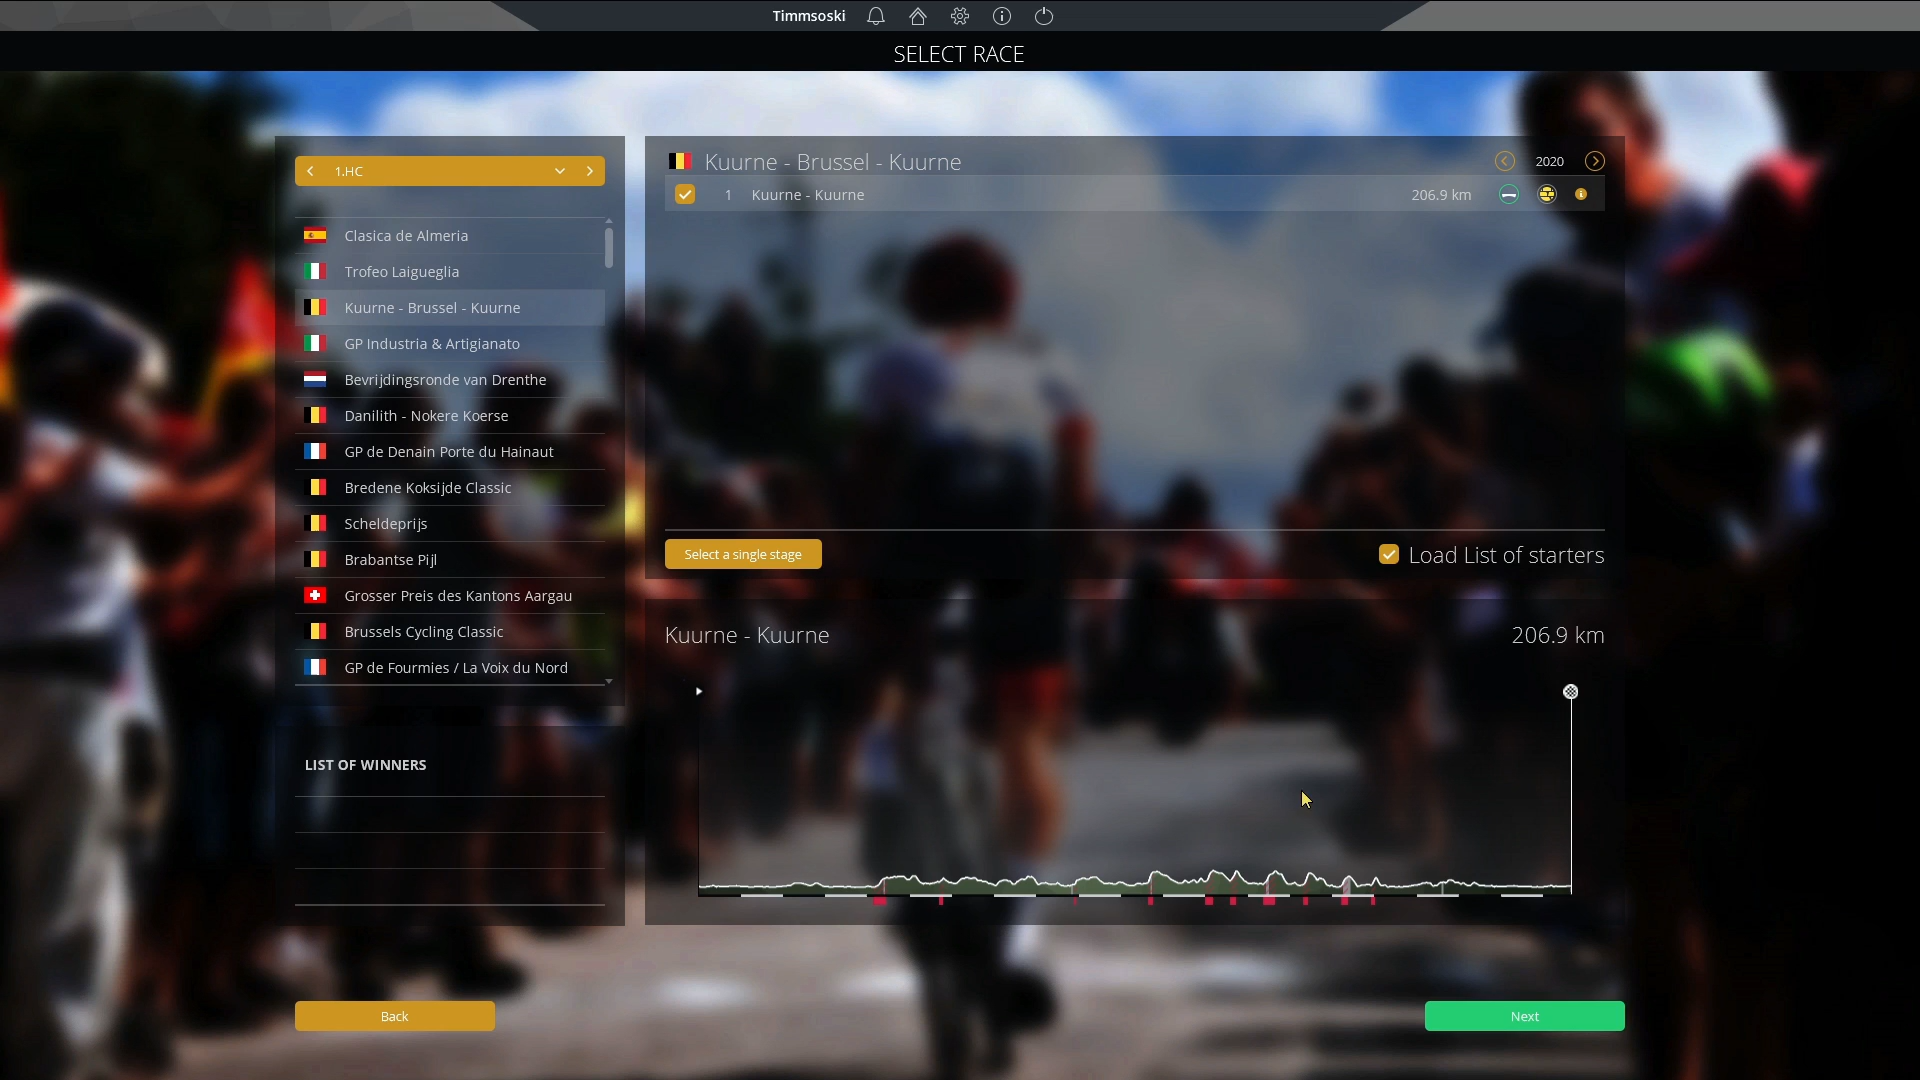 Timmsoski
SELECT RACE
1.HC
Clasica de Almeria
Trofeo Laigueglia
Kuurne - Brussel - Kuurne
GP Industria & Artigianato
Bevrijdingsronde van Drenthe
Danilith - Nokere Koerse
GP de Denain Porte du Hainaut
Bredene Koksijde Classic
Scheldeprijs
Brabantse Pijl
Grosser Preis des Kantons Aargau
Brussels Cycling Classic
GP de Fourmies / La Voix du Nord
LIST OF WINNERS
Kuurne - Brussel - Kuurne 2020
1 Kuurne - Kuurne 206.9 km
Select a single stage Load List of starters
Kuurne - Kuurne 206.9 km
Back Next